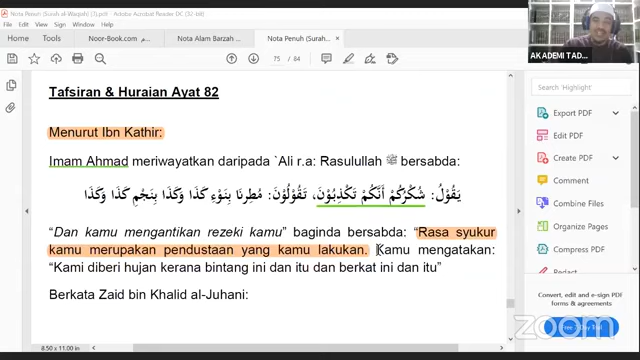 Nota Penuh (Surah al-Waqiah) (7).pdf - Adobe Acrobat Reader DC (32-bit)
File Edit View Sign Window Help
Home Tools Noor-Book.com م... Nota Alam Barzah Nota Penuh (Surah... ×
75 / 84
AKADEMI TAD...
Tafsiran & Huraian Ayat 82
Menurut Ibn Kathir:
Imam Ahmad meriwayatkan daripada `Ali r.a: Rasulullah ﷺ bersabda:
يَقُوْلُ: شُكْرُكُمْ أَنَّكُمْ تَكْذِبُوْنَ، تَقُوْلُوْنَ: مُطِرْنَا بِنَوْءِ كَذَا وَكَذَا بِنَجْمِ كَذَا وَكَذَا
“Dan kamu mengantikan rezeki kamu” baginda bersabda: “Rasa syukur
kamu merupakan pendustaan yang kamu lakukan. Kamu mengatakan:
“Kami diberi hujan kerana bintang ini dan itu dan berkat ini dan itu”
Berkata Zaid bin Khalid al-Juhani:
8.50 x 11.00 in
Search 'Highlight'
Export PDF
Edit PDF
Create PDF
Comment
Combine Files
Organize Pages
Compress PDF
Redact
Convert, edit and e-sign PDF
forms & agreements
Free 7-Day Trial
zoom